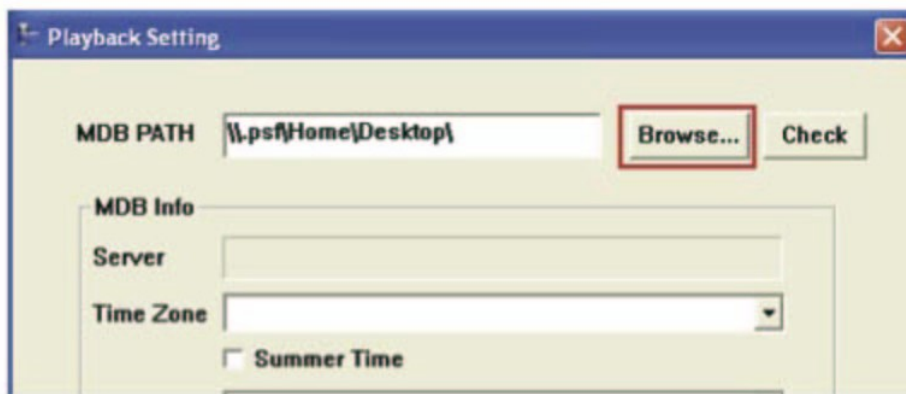 Playback Setting
MDB PATH \\.psf\Home\Desktop\ Browse... Check
MDB Info
Server
Time Zone
Summer Time